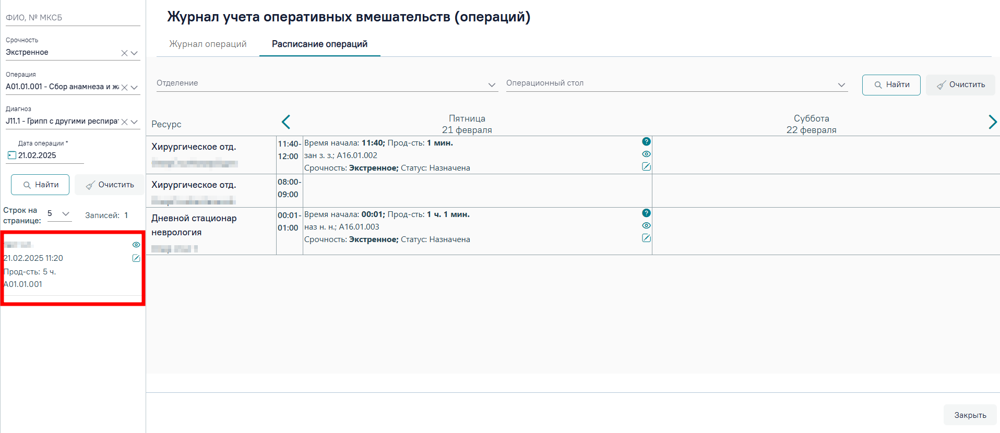 ФИО, № МКСБ
Срочность
Экстренное
Операция
A01.01.001 - Сбор анамнеза и жа
Диагноз
J11.1 - Грипп с другими респират
Дата операции *
21.02.2025
Найти
Очистить
Строк на странице:
5
Записей: 1
21.02.2025 11:20
Прод-сть: 5 ч.
A01.01.001
Журнал учета оперативных вмешательств (операций)
Журнал операций
Расписание операций
Отделение
Операционный стол
Найти
Очистить
Ресурс
Пятница
21 февраля
Суббота
22 февраля
Хирургическое отд.
11:40-
12:00
Время начала: 11:40; Прод-сть: 1 мин.
зан з. з.; A16.01.002
Срочность: Экстренное; Статус: Назначена
Хирургическое отд.
08:00-
09:00
Дневной стационар
неврология
00:01-
01:00
Время начала: 00:01; Прод-сть: 1 ч. 1 мин.
наз н. н.; A16.01.003
Срочность: Экстренное; Статус: Назначена
Закрыть